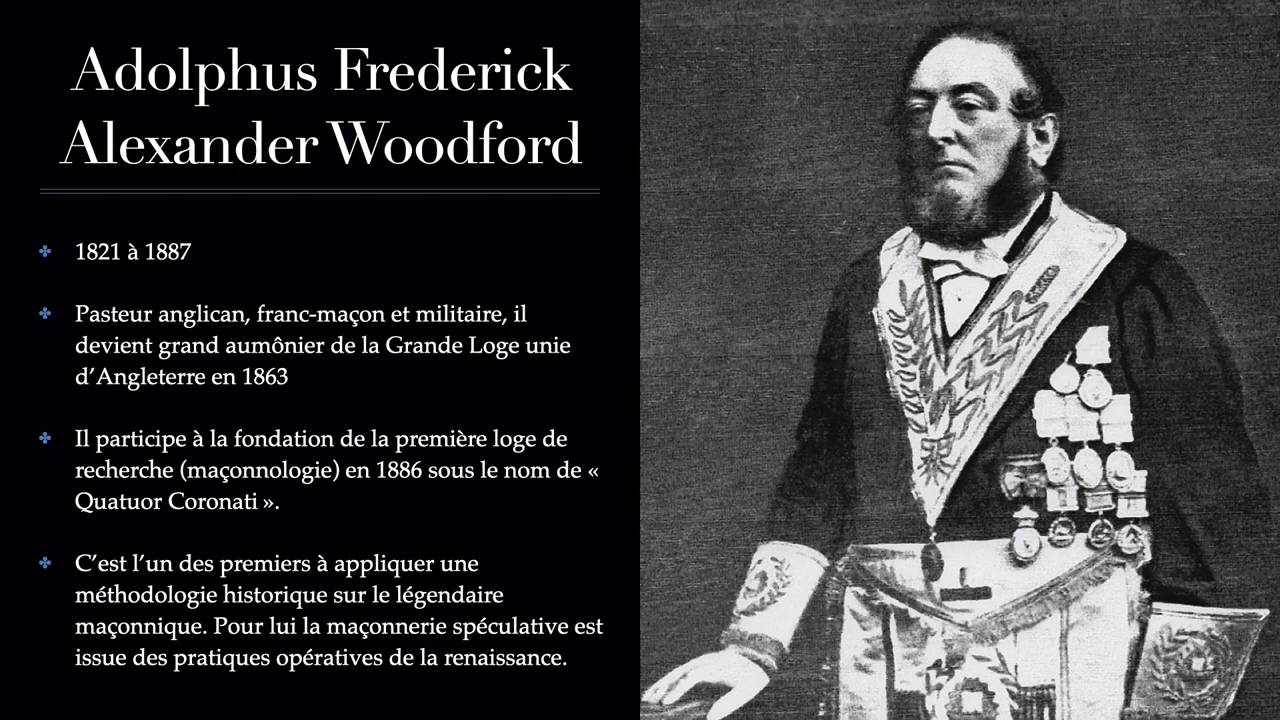 Adolphus Frederick
Alexander Woodford
1821 à 1887
Pasteur anglican, franc-maçon et militaire, il
devient grand aumônier de la Grande Loge unie
d’Angleterre en 1863
Il participe à la fondation de la première loge de
recherche (maçonnologie) en 1886 sous le nom de «
Quatuor Coronati ».
C’est l’un des premiers à appliquer une
méthodologie historique sur le légendaire
maçonnique. Pour lui la maçonnerie spéculative est
issue des pratiques opératives de la renaissance.